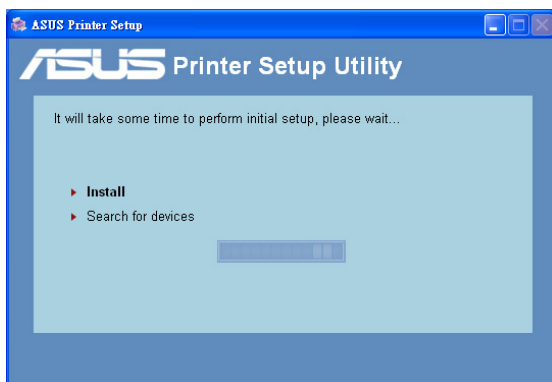 ASUS Printer Setup
ASUS Printer Setup Utility
It will take some time to perform initial setup, please wait...
Install
Search for devices